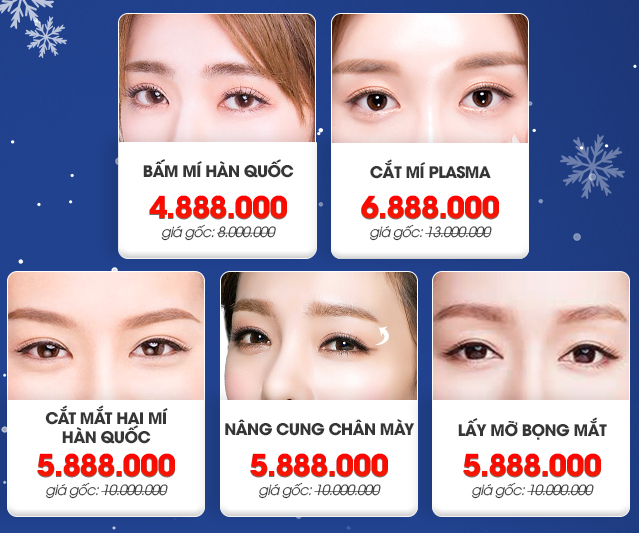 BẤM MÍ HÀN QUỐC
4.888.000
giá gốc: 8.000.000
CẮT MÍ PLASMA
6.888.000
giá gốc: 13.000.000
CẮT MẮT HAI MÍ
HÀN QUỐC
5.888.000
giá gốc: 10.000.000
NÂNG CUNG CHÂN MÀY
5.888.000
giá gốc: 10.000.000
LẤY MỠ BỌNG MẮT
5.888.000
giá gốc: 10.000.000